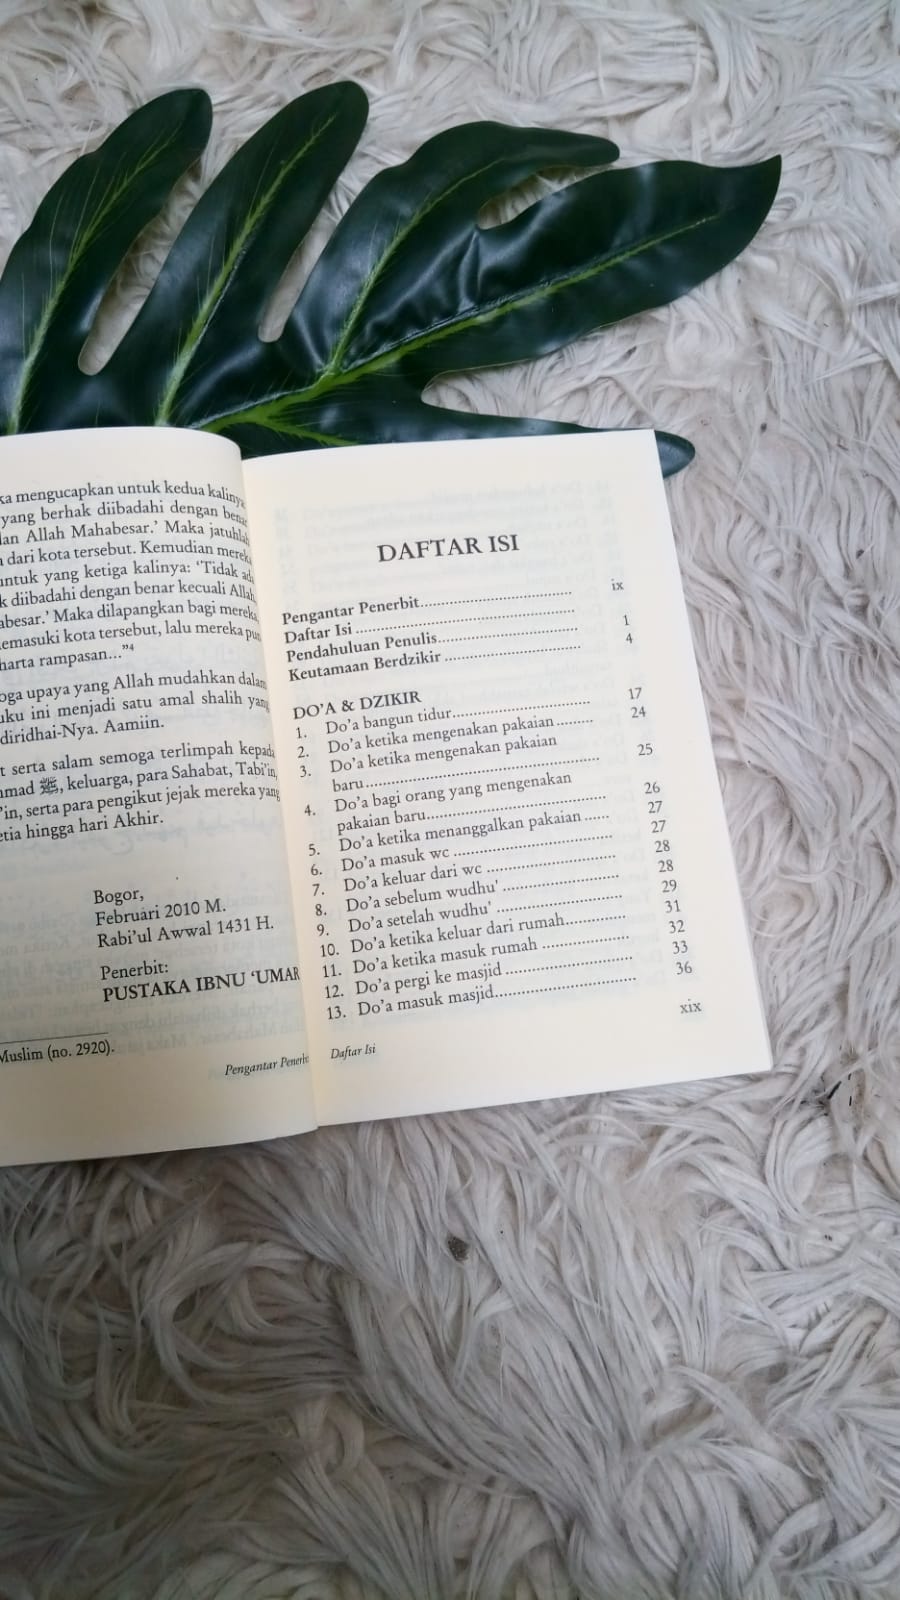 ka mengucapkan untuk kedua kalinya
yang berhak diibadahi dengan benar
dan Allah Mahabesar.' Maka jatuhlah
dari kota tersebut. Kemudian mereka
untuk yang ketiga kalinya: 'Tidak ada
k diibadahi dengan benar kecuali Allah,
abesar.' Maka dilapangkan bagi mereka
emasuki kota tersebut, lalu mereka pun
harta rampasan..."4
oga upaya yang Allah mudahkan dalam
uku ini menjadi satu amal shalih yang
diridhai-Nya. Aamiin.
t serta salam semoga terlimpah kepada
mmad ﷺ, keluarga, para Sahabat, Tabi'in,
'in, serta para pengikut jejak mereka yang
etia hingga hari Akhir.
Bogor,
Februari 2010 M.
Rabi'ul Awwal 1431 H.
Penerbit:
PUSTAKA IBNU 'UMAR
Muslim (no. 2920).
Pengantar Penerbit
DAFTAR ISI
Pengantar Penerbit.................................... ix
Daftar Isi ....................................................
Pendahuluan Penulis................................. 1
Keutamaan Berdzikir ................................ 4
DO'A & DZIKIR
1. Do'a bangun tidur................................. 17
2. Do'a ketika mengenakan pakaian ......... 24
3. Do'a ketika mengenakan pakaian
baru........................................................ 25
4. Do'a bagi orang yang mengenakan
pakaian baru.......................................... 26
5. Do'a ketika menanggalkan pakaian ...... 27
6. Do'a masuk wc ..................................... 27
7. Do'a keluar dari wc .............................. 28
8. Do'a sebelum wudhu' ........................... 28
9. Do'a setelah wudhu' ............................. 29
10. Do'a ketika keluar dari rumah.............. 31
11. Do'a ketika masuk rumah .................... 32
12. Do'a pergi ke masjid ............................. 33
13. Do'a masuk masjid................................ 36
Daftar Isi
xix